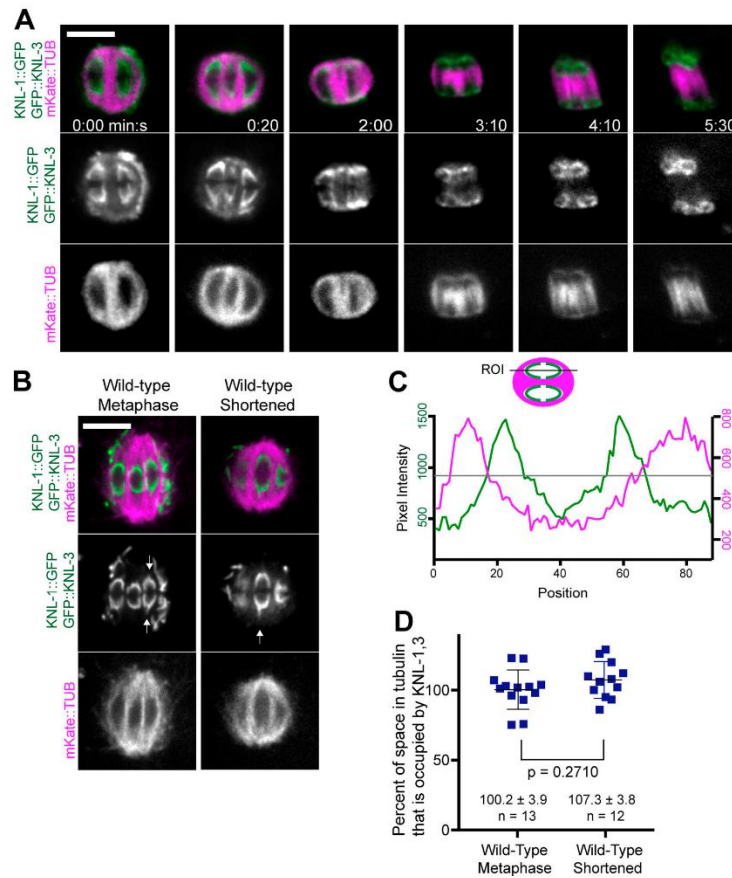 A
KNL-1::GFP
GFP::KNL-3
mKate::TUB
0:00 min:s
0:20
2:00
3:10
4:10
5:30
KNL-1::GFP
GFP::KNL-3
mKate::TUB
B
Wild-type
Metaphase
Wild-type
Shortened
KNL-1::GFP
GFP::KNL-3
mKate::TUB
KNL-1::GFP
GFP::KNL-3
mKate::TUB
C
ROI
1500
1000
500
Pixel Intensity
800
600
400
200
0
20
40
60
80
Position
D
Percent of space in tubulin
that is occupied by KNL-1,3
100
50
0
p = 0.2710
100.2 ± 3.9
n = 13
107.3 ± 3.8
n = 12
Wild-Type
Metaphase
Wild-Type
Shortened